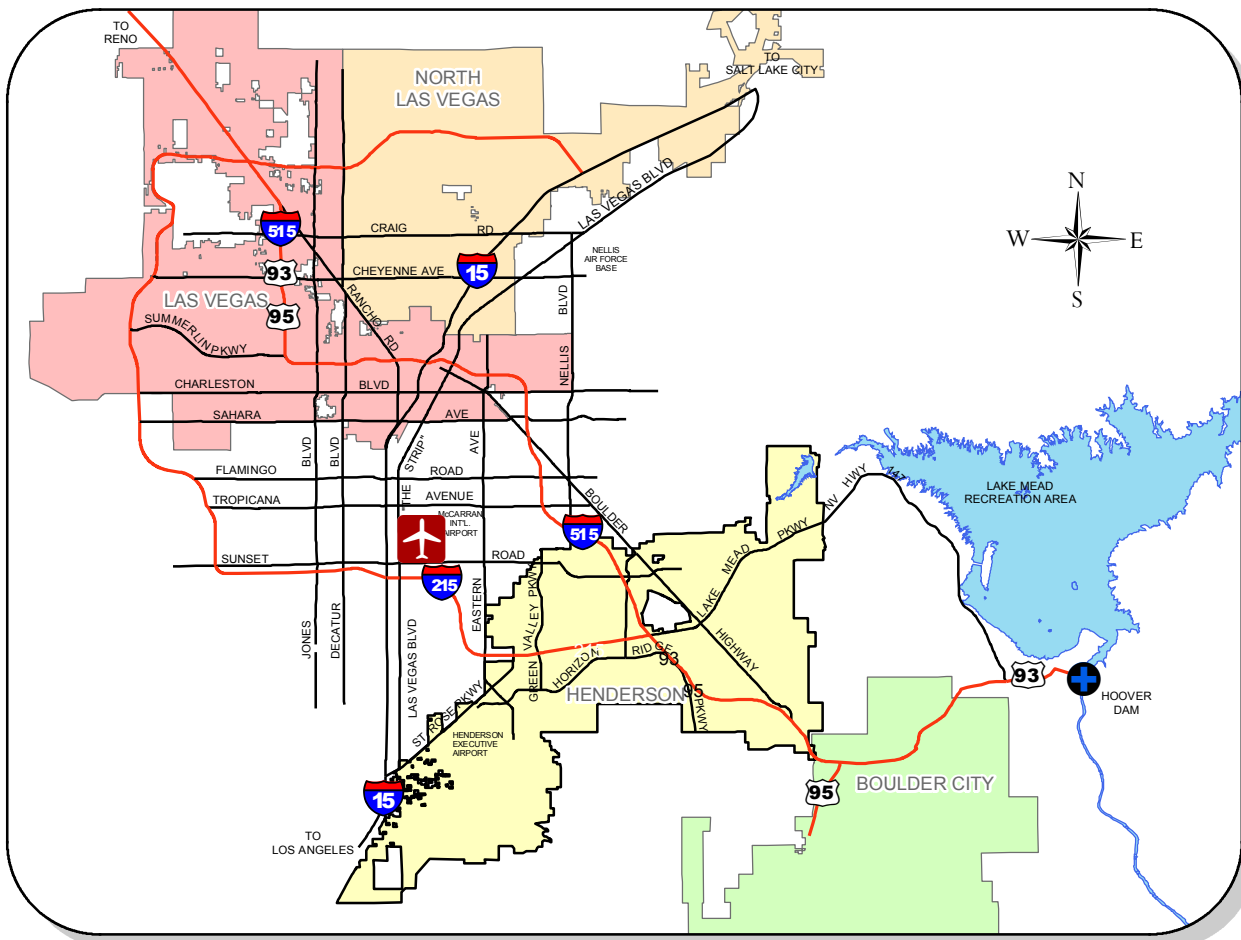 TO
RENO
NORTH
LAS VEGAS
TO
SALT LAKE CITY
LAS VEGAS BLVD
N
W
E
S
515
CRAIG
RD
NELLIS
AIR FORCE
BASE
93
CHEYENNE AVE
15
LAS VEGAS
95
RANCHO RD
BLVD
SUMMERLIN PKWY
NELLIS
CHARLESTON
BLVD
SAHARA
AVE
BLVD
BLVD
"STRIP"
AVE
FLAMINGO
ROAD
TROPICANA
AVENUE
THE
McCARRAN
INT'L.
AIRPORT
BOULDER
515
NV HWY 147
LAKE MEAD
RECREATION AREA
PKWY
SUNSET
ROAD
215
LAKE MEAD
JONES
DECATUR
LAS VEGAS BLVD
EASTERN
GREEN VALLEY PKWY
HORIZON
RIDGE
93
HIGHWAY
95
PKWY
HENDERSON
93
HOOVER
DAM
ST ROSE PKWY
HENDERSON
EXECUTIVE
AIRPORT
15
95
BOULDER CITY
TO
LOS ANGELES